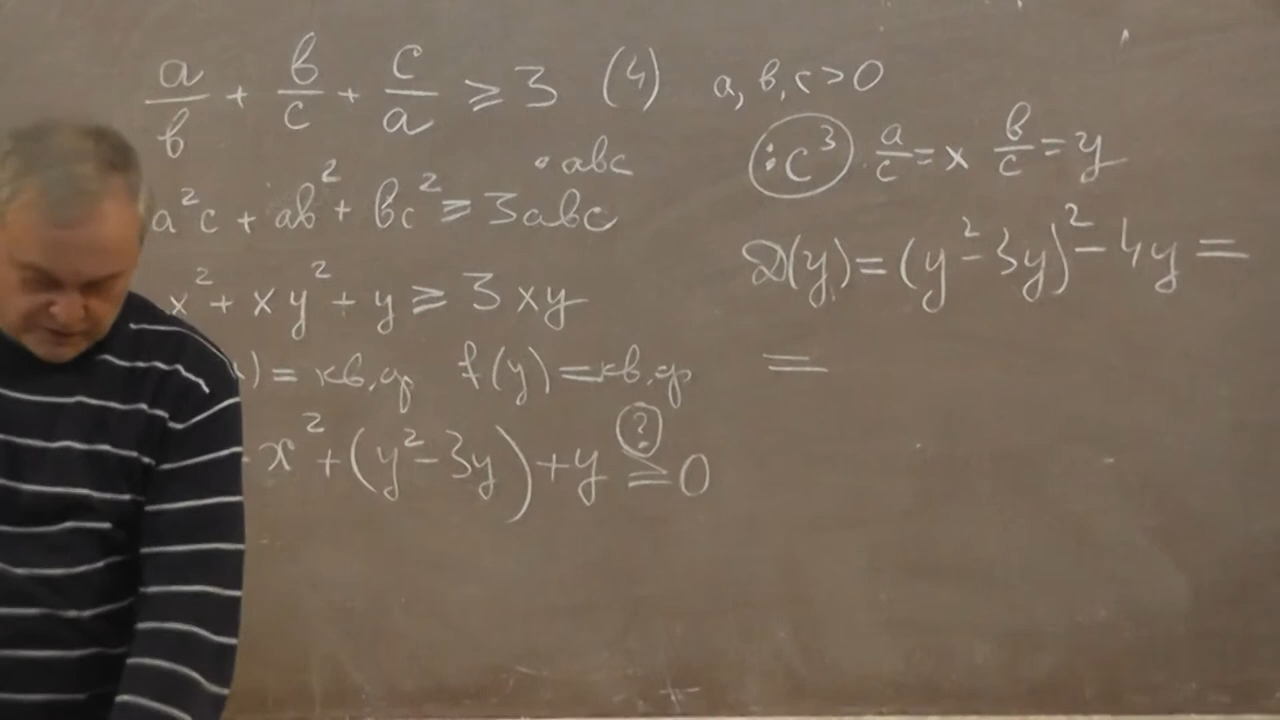 a/в + в/c + c/a ⩾ 3 (4) a, в, c > 0
• abc
:c³ a/c = x в/c = y
a²c + ab² + вc² ⩾ 3abc
D(y) = (y² - 3y)² - 4y =
x² + xy² + y ⩾ 3xy
) = кв.ф f(y) = кв.ф
=
x² + (y² - 3y) + y ⩾ 0
?